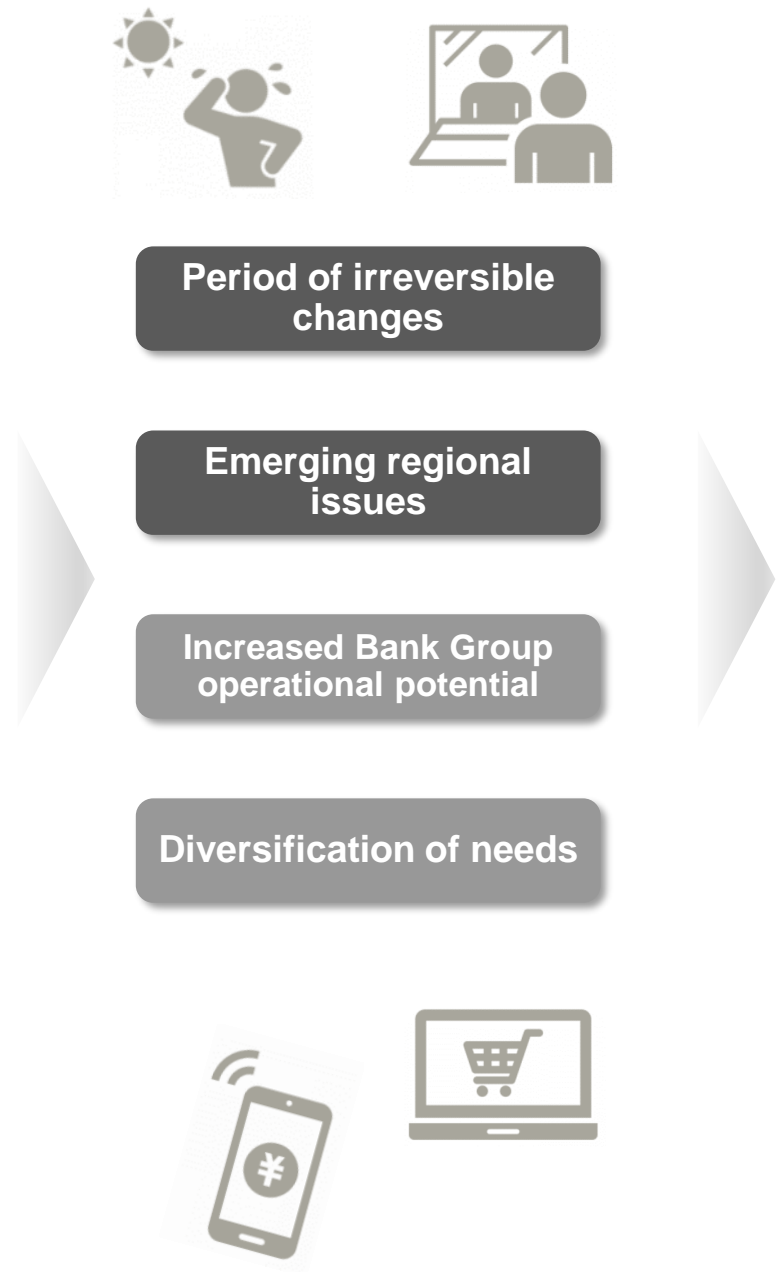 Period of irreversible
changes
Emerging regional
issues
Increased Bank Group
operational potential
Diversification of needs
¥